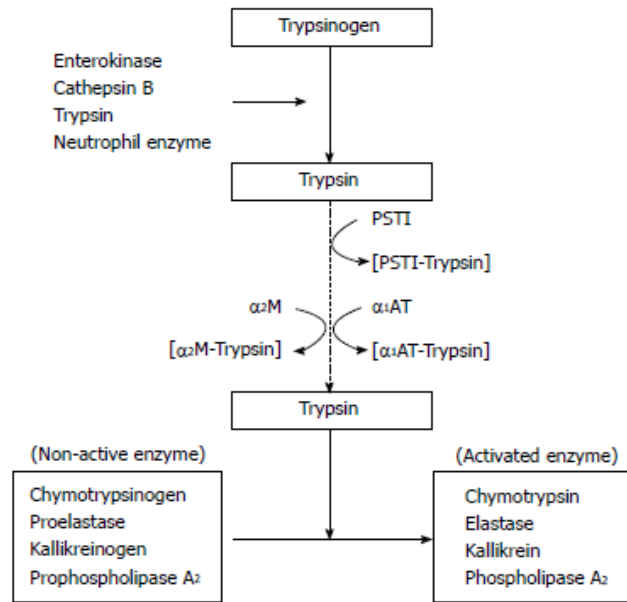 Trypsinogen
Enterokinase
Cathepsin B
Trypsin
Neutrophil enzyme
Trypsin
PSTI
[PSTI-Trypsin]
α₂M
α₁AT
[α₂M-Trypsin]
[α₁AT-Trypsin]
Trypsin
(Non-active enzyme)
(Activated enzyme)
Chymotrypsinogen
Proelastase
Kallikreinogen
Prophospholipase A₂
Chymotrypsin
Elastase
Kallikrein
Phospholipase A₂